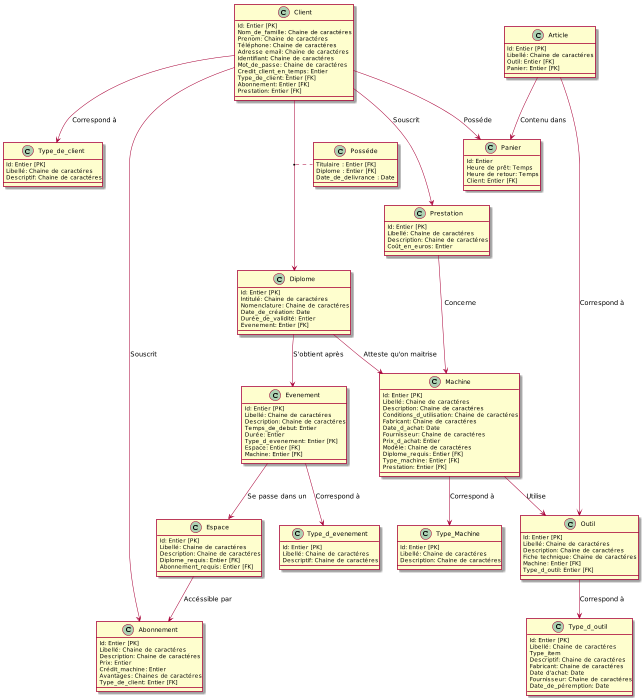 Client
Id: Entier [PK]
Nom_de_famille: Chaine de caractères
Prenom: Chaine de caractères
Téléphone: Chaine de caractères
Adresse email: Chaine de caractères
Identifiant: Chaine de caractères
Mot_de_passe: Chaine de caractères
Credit_client_en_temps: Entier
Type_de_client: Entier [FK]
Abonnement: Entier [FK]
Prestation: Entier [FK]
Article
Id: Entier [PK]
Libellé: Chaine de caractères
Outil: Entier [FK]
Panier: Entier [FK]
Correspond à
Souscrit
Posséde
Contenu dans
Type_de_client
Id: Entier [PK]
Libellé: Chaine de caractères
Descriptif: Chaine de caractères
Posséde
Titulaire : Entier [FK]
Diplome : Entier [FK]
Date_de_delivrance : Date
Panier
Id: Entier
Heure de prêt: Temps
Heure de retour: Temps
Client: Entier [FK]
Prestation
Id: Entier [PK]
Libellé: Chaine de caractères
Description: Chaine de caractères
Coût_en_euros: Entier
Diplome
Id: Entier [PK]
Intitulé: Chaine de caractères
Nomenclature: Chaine de caractères
Date_de_création: Date
Durée_de_validité: Entier
Evenement: Entier [FK]
Concerne
Correspond à
Souscrit
S'obtient après
Atteste qu'on maitrise
Evenement
Id: Entier [PK]
Libellé: Chaine de caractères
Description: Chaine de caractères
Temps_de_debut: Entier
Durée: Entier
Type_d_evenement: Entier [FK]
Espace: Entier [FK]
Machine: Entier [FK]
Machine
Id: Entier [PK]
Libellé: Chaine de caractères
Description: Chaine de caractères
Conditions_d_utilisation: Chaine de caractères
Fabricant: Chaine de caractères
Date_d_achat: Date
Fournisseur: Chaine de caractères
Prix_d_achat: Entier
Modèle: Chaine de caractères
Diplome_requis: Entier [FK]
Type_machine: Entier [FK]
Prestation: Entier [FK]
Se passe dans un
Correspond à
Correspond à
Utilise
Espace
Id: Entier [PK]
Libellé: Chaine de caractères
Description: Chaine de caractères
Diplome_requis: Entier [FK]
Abonnement_requis: Entier [FK]
Type_d_evenement
Id: Entier [PK]
Libellé: Chaine de caractères
Descriptif: Chaine de caractères
Type_Machine
Id: Entier [PK]
Libellé: Chaine de caractères
Description: Chaine de caractères
Outil
Id: Entier [PK]
Libellé: Chaine de caractères
Description: Chaine de caractères
Fiche technique: Chaine de caractères
Machine: Entier [FK]
Type_d_outil: Entier [FK]
Accéssible par
Correspond à
Abonnement
Id: Entier [PK]
Libellé: Chaine de caractères
Description: Chaine de caractères
Prix: Entier
Crédit_machine: Entier
Avantages: Chaines de caractères
Type_de_client: Entier [FK]
Type_d_outil
Id: Entier [PK]
Libellé: Chaine de caractères
Type_item
Descriptif: Chaine de caractères
Fabricant: Chaine de caractères
Date d'achat: Date
Fournisseur: Chaine de caractères
Date_de_péremption: Date